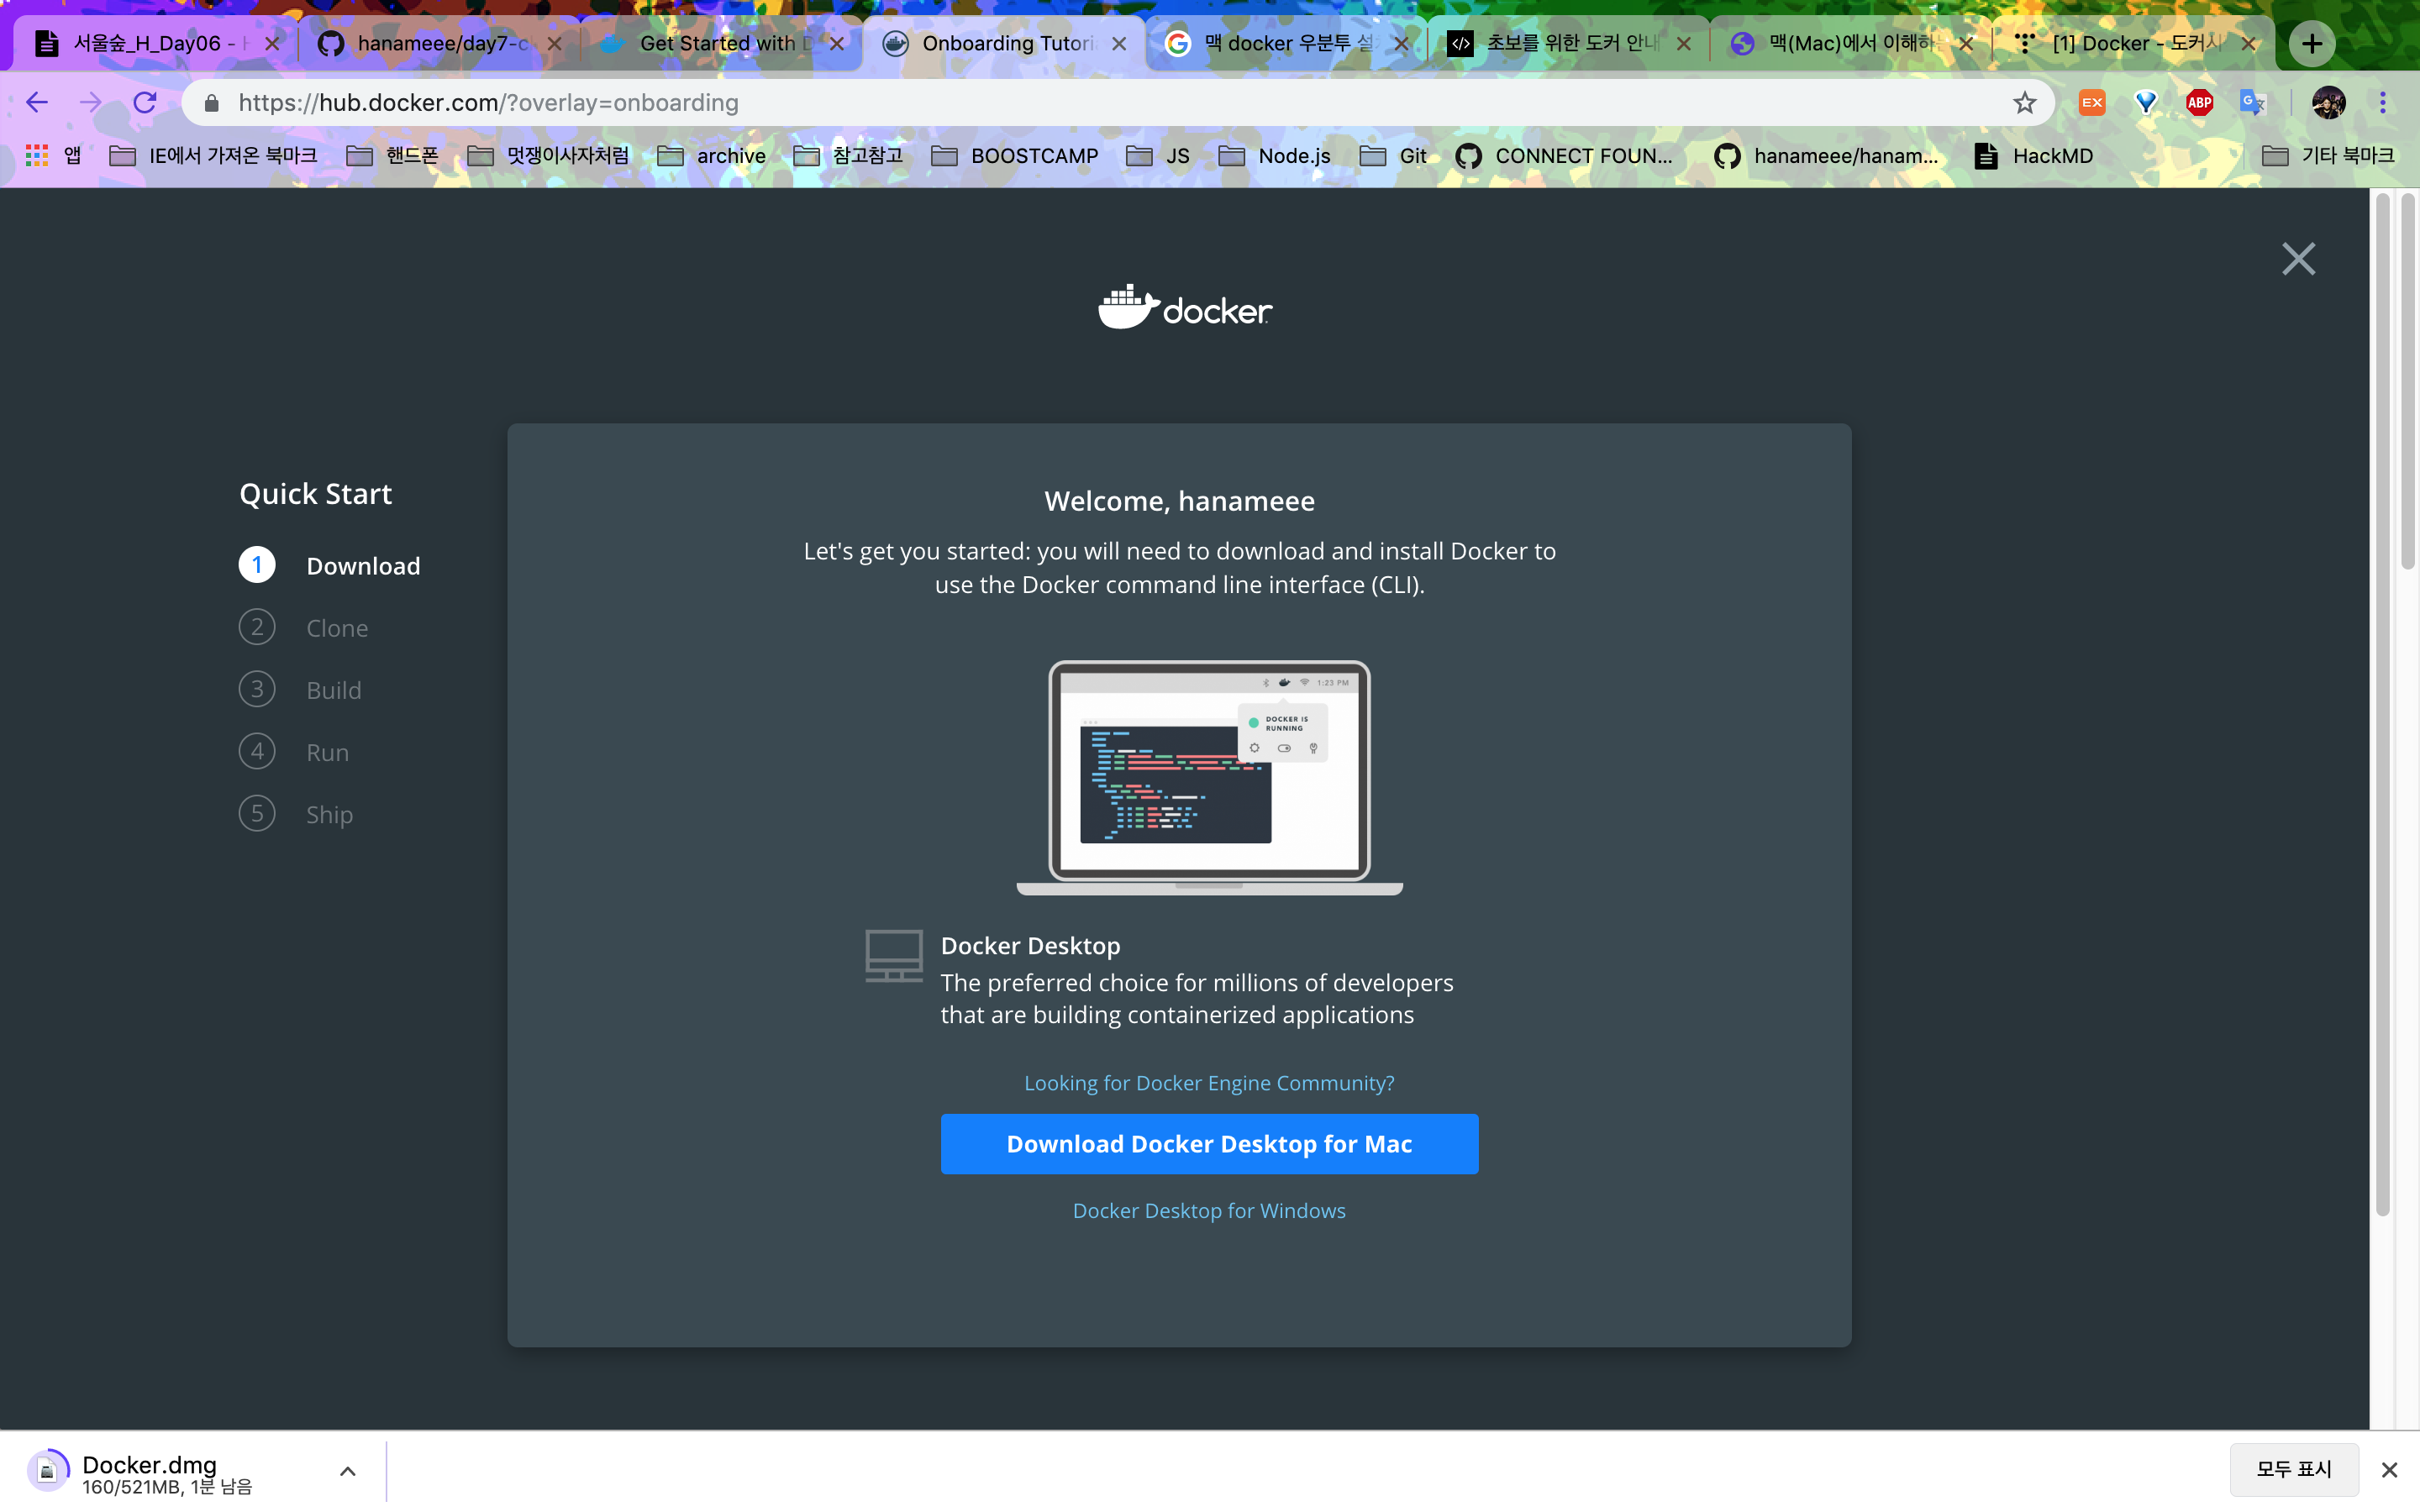 서울숲_H_Day06 - H
hanameee/day7-c
Get Started with D
Onboarding Tutori
맥 docker 우분투 설
초보를 위한 도커 안내
맥(Mac)에서 이해하는
[1] Docker - 도커시
https://hub.docker.com/?overlay=onboarding
EX
ABP
앱
IE에서 가져온 북마크
핸드폰
멋쟁이사자처럼
archive
참고참고
BOOSTCAMP
JS
Node.js
Git
CONNECT FOUN...
hanameee/hanam...
HackMD
기타 북마크
docker
Quick Start
1 Download
2 Clone
3 Build
4 Run
5 Ship
Welcome, hanameee
Let's get you started: you will need to download and install Docker to
use the Docker command line interface (CLI).
1:23 PM
DOCKER IS
RUNNING
Docker Desktop
The preferred choice for millions of developers
that are building containerized applications
Looking for Docker Engine Community?
Download Docker Desktop for Mac
Docker Desktop for Windows
Docker.dmg
160/521MB, 1분 남음
모두 표시